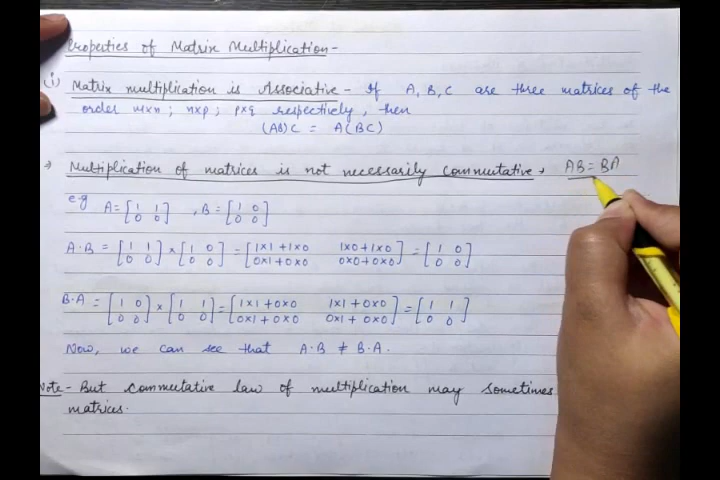 Properties of Matrix Multiplication -
(i) Matrix multiplication is Associative - If A, B, C are three matrices of the
order m×n ; n×p ; p×q respectively, then
(AB)C = A(BC)
→ Multiplication of matrices is not necessarily commutative → AB = BA
e.g A = [1 1 0 0] , B = [1 0 0 0]
A·B = [1 1 0 0] × [1 0 0 0] = [1×1+1×0 1×0+1×0 0×1+0×0 0×0+0×0] = [1 0 0 0]
B·A = [1 0 0 0] × [1 1 0 0] = [1×1+0×0 1×1+0×0 0×1+0×0 0×1+0×0] = [1 1 0 0]
Now, we can see that A·B ≠ B·A.
Note - But commutative law of multiplication may sometimes
matrices.